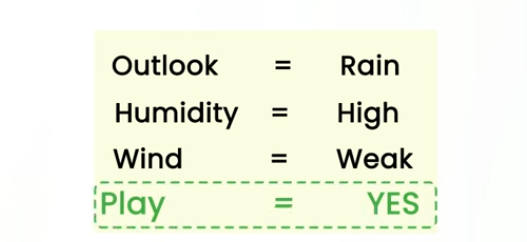 Outlook = Rain
Humidity = High
Wind = Weak
Play = YES